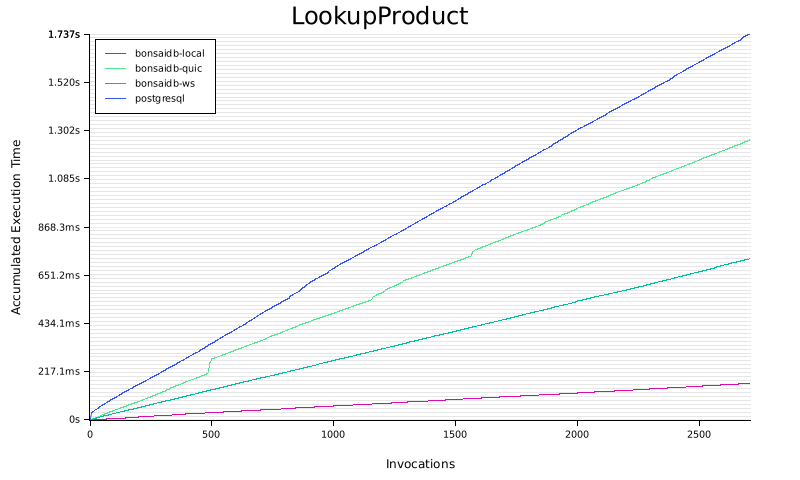 LookupProduct
1.737s
bonsaidb-local
bonsaidb-quic
bonsaidb-ws
postgresql
1.520s
1.302s
1.085s
868.3ms
651.2ms
434.1ms
217.1ms
0s
Accumulated Execution Time
0 500 1000 1500 2000 2500
Invocations